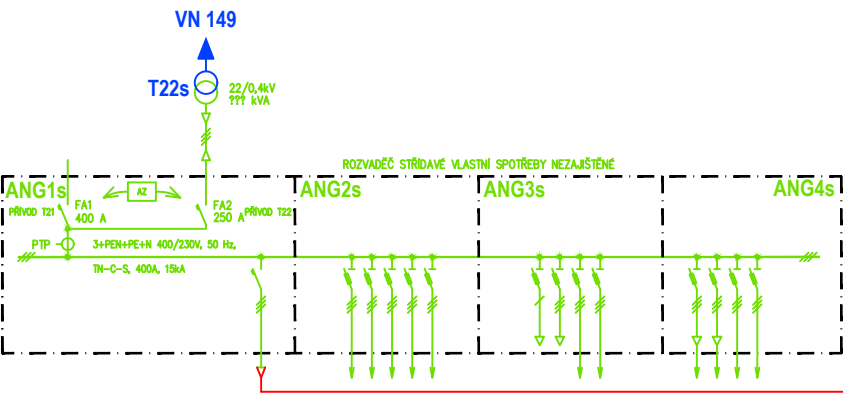 VN 149
T22s
22/0,4kV
??? kVA
ROZVADĚČ STŘÍDAVÉ VLASTNÍ SPOTŘEBY NEZAJIŠTĚNÉ
ANG1s
AZ
ANG2s
ANG3s
ANG4s
PŘÍVOD T21
FA1
400 A
FA2
250 A
PŘÍVOD T22
PTP
3+PEN+PE+N 400/230V, 50 Hz,
TN-C-S, 400A, 15kA